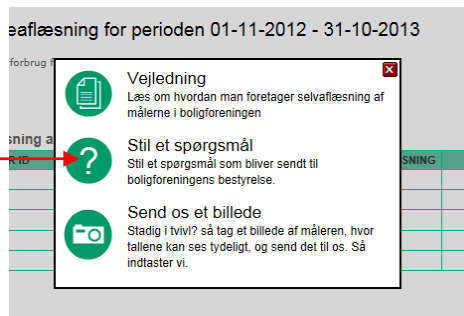 eaflæsning for perioden 01-11-2012 - 31-10-2013
forbrug f
Vejledning
Læs om hvordan man foretager selvaflæsning af
målerne i boligforeningen
sning a
Stil et spørgsmål
R ID
SNING
Stil et spørgsmål som bliver sendt til
boligforeningens bestyrelse.
Send os et billede
Stadig i tvivl? så tag et billede af måleren, hvor
tallene kan ses tydeligt, og send det til os. Så
indtaster vi.